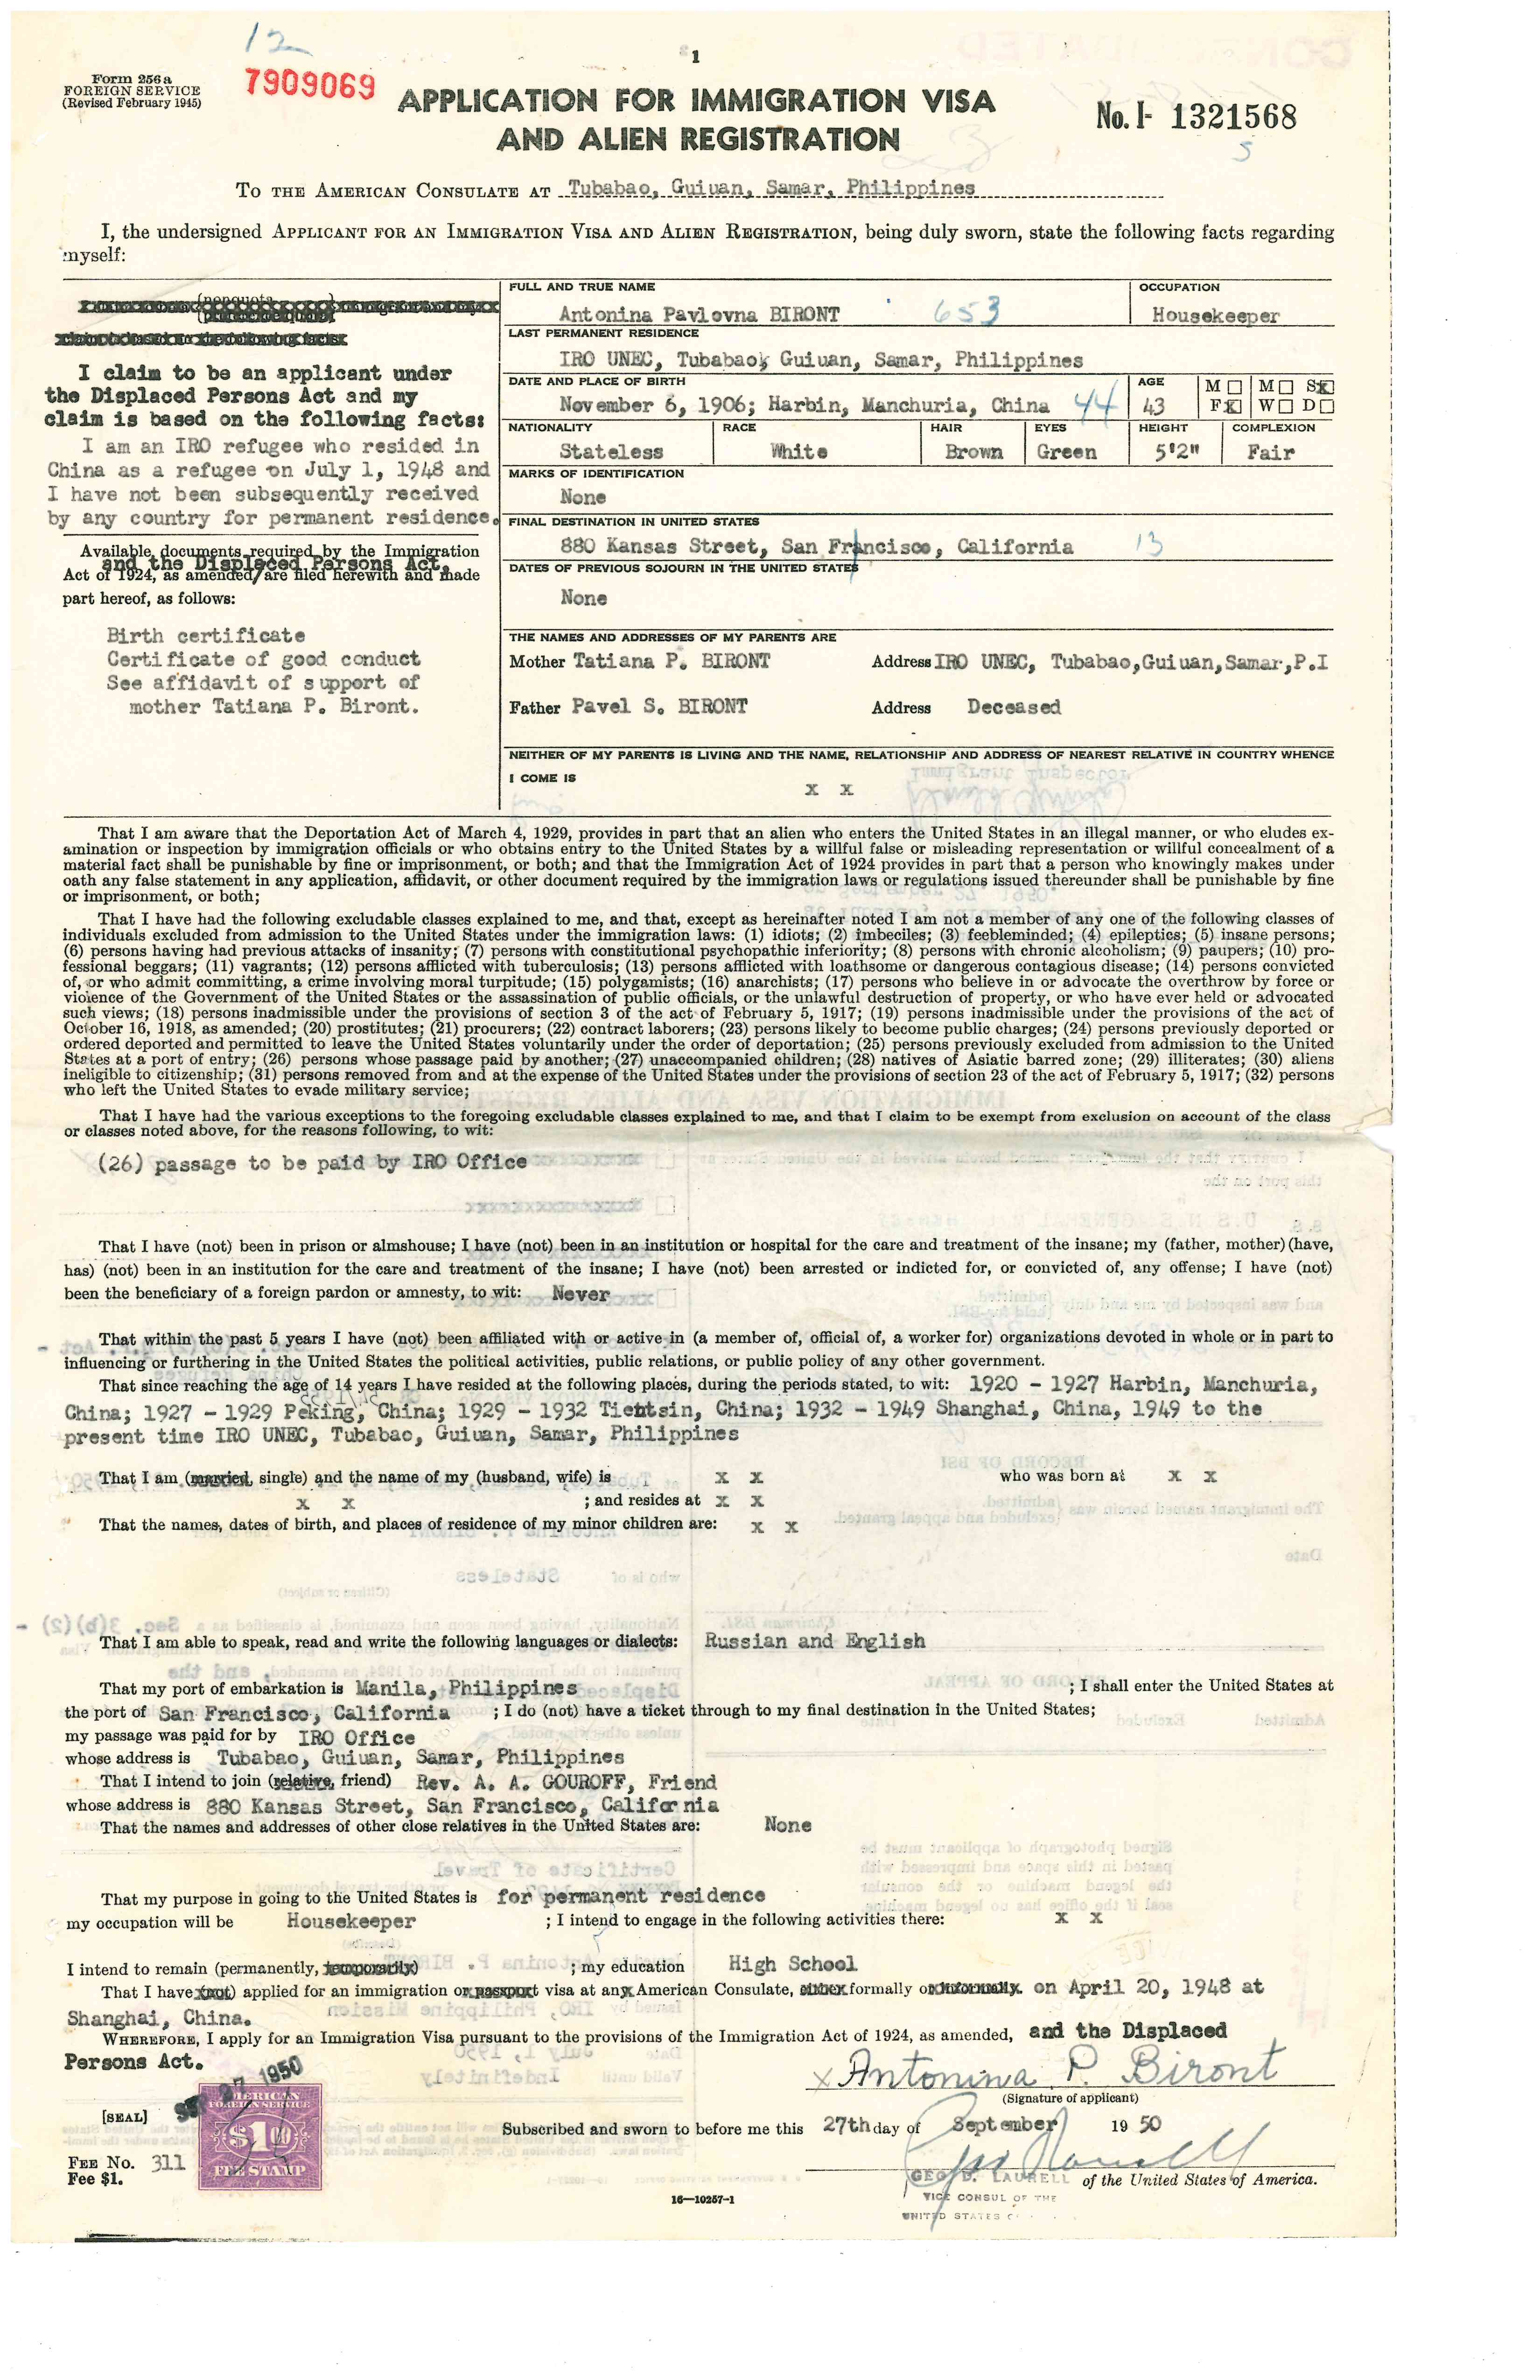 12
1
Form 256a
FOREIGN SERVICE
(Revised February 1945)
7909069
APPLICATION FOR IMMIGRATION VISA
AND ALIEN REGISTRATION
No. I- 1321568
5
TO THE AMERICAN CONSULATE AT Tubabao, Guiuan, Samar, Philippines
I, the undersigned APPLICANT FOR AN IMMIGRATION VISA AND ALIEN REGISTRATION, being duly sworn, state the following facts regarding
myself:
(nonquota
I claim to be an applicant under
the Displaced Persons Act and my
claim is based on the following facts:
I am an IRO refugee who resided in
China as a refugee on July 1, 1948 and
I have not been subsequently received
by any country for permanent residence.
Available documents required by the Immigration
and the Displaced Persons Act,
Act of 1924, as amended/are filed herewith and made
part hereof, as follows:
Birth certificate
Certificate of good conduct
See affidavit of support of
mother Tatiana P. Biront.
FULL AND TRUE NAME
Antonina Pavlovna BIRONT 653
OCCUPATION
Housekeeper
LAST PERMANENT RESIDENCE
IRO UNEC, Tubabao, Guiuan, Samar, Philippines
DATE AND PLACE OF BIRTH
November 6, 1906; Harbin, Manchuria, China 44
AGE
43
M ☐ M ☐ S ☒
F ☒ W ☐ D ☐
NATIONALITY RACE HAIR EYES HEIGHT COMPLEXION
Stateless White Brown Green 5'2" Fair
MARKS OF IDENTIFICATION
None
FINAL DESTINATION IN UNITED STATES
880 Kansas Street, San Francisco, California 13
DATES OF PREVIOUS SOJOURN IN THE UNITED STATES
None
THE NAMES AND ADDRESSES OF MY PARENTS ARE
Mother Tatiana P. BIRONT Address IRO UNEC, Tubabao,Guiuan,Samar,P.I
Father Pavel S. BIRONT Address Deceased
NEITHER OF MY PARENTS IS LIVING AND THE NAME, RELATIONSHIP AND ADDRESS OF NEAREST RELATIVE IN COUNTRY WHENCE
I COME IS
x x
That I am aware that the Deportation Act of March 4, 1929, provides in part that an alien who enters the United States in an illegal manner, or who eludes ex-
amination or inspection by immigration officials or who obtains entry to the United States by a willful false or misleading representation or willful concealment of a
material fact shall be punishable by fine or imprisonment, or both; and that the Immigration Act of 1924 provides in part that a person who knowingly makes under
oath any false statement in any application, affidavit, or other document required by the immigration laws or regulations issued thereunder shall be punishable by fine
or imprisonment, or both;
That I have had the following excludable classes explained to me, and that, except as hereinafter noted I am not a member of any one of the following classes of
individuals excluded from admission to the United States under the immigration laws: (1) idiots; (2) imbeciles; (3) feebleminded; (4) epileptics; (5) insane persons;
(6) persons having had previous attacks of insanity; (7) persons with constitutional psychopathic inferiority; (8) persons with chronic alcoholism; (9) paupers; (10) pro-
fessional beggars; (11) vagrants; (12) persons afflicted with tuberculosis; (13) persons afflicted with loathsome or dangerous contagious disease; (14) persons convicted
of, or who admit committing, a crime involving moral turpitude; (15) polygamists; (16) anarchists; (17) persons who believe in or advocate the overthrow by force or
violence of the Government of the United States or the assassination of public officials, or the unlawful destruction of property, or who have ever held or advocated
such views; (18) persons inadmissible under the provisions of section 3 of the act of February 5, 1917; (19) persons inadmissible under the provisions of the act of
October 16, 1918, as amended; (20) prostitutes; (21) procurers; (22) contract laborers; (23) persons likely to become public charges; (24) persons previously deported or
ordered deported and permitted to leave the United States voluntarily under the order of deportation; (25) persons previously excluded from admission to the United
States at a port of entry; (26) persons whose passage paid by another; (27) unaccompanied children; (28) natives of Asiatic barred zone; (29) illiterates; (30) aliens
ineligible to citizenship; (31) persons removed from and at the expense of the United States under the provisions of section 23 of the act of February 5, 1917; (32) persons
who left the United States to evade military service;
That I have had the various exceptions to the foregoing excludable classes explained to me, and that I claim to be exempt from exclusion on account of the class
or classes noted above, for the reasons following, to wit:
(26) passage to be paid by IRO Office
That I have (not) been in prison or almshouse; I have (not) been in an institution or hospital for the care and treatment of the insane; my (father, mother) (have,
has) (not) been in an institution for the care and treatment of the insane; I have (not) been arrested or indicted for, or convicted of, any offense; I have (not)
been the beneficiary of a foreign pardon or amnesty, to wit: Never
That within the past 5 years I have (not) been affiliated with or active in (a member of, official of, a worker for) organizations devoted in whole or in part to
influencing or furthering in the United States the political activities, public relations, or public policy of any other government.
That since reaching the age of 14 years I have resided at the following places, during the periods stated, to wit: 1920 - 1927 Harbin, Manchuria,
China; 1927 - 1929 Peking, China; 1929 - 1932 Tientsin, China; 1932 - 1949 Shanghai, China, 1949 to the
present time IRO UNEC, Tubabao, Guiuan, Samar, Philippines
That I am (married, single) and the name of my (husband, wife) is x x who was born at x x
x x ; and resides at x x
That the names, dates of birth, and places of residence of my minor children are: x x
That I am able to speak, read and write the following languages or dialects: Russian and English
That my port of embarkation is Manila, Philippines ; I shall enter the United States at
the port of San Francisco, California ; I do (not) have a ticket through to my final destination in the United States;
my passage was paid for by IRO Office
whose address is Tubabao, Guiuan, Samar, Philippines
That I intend to join (relative, friend) Rev. A. A. GOUROFF, Friend
whose address is 880 Kansas Street, San Francisco, California
That the names and addresses of other close relatives in the United States are: None
That my purpose in going to the United States is for permanent residence
my occupation will be Housekeeper ; I intend to engage in the following activities there: x x
I intend to remain (permanently, temporarily) ; my education High School
That I have (not) applied for an immigration or passport visa at any American Consulate, either formally or informally. on April 20, 1948 at
Shanghai, China.
WHEREFORE, I apply for an Immigration Visa pursuant to the provisions of the Immigration Act of 1924, as amended, and the Displaced
Persons Act.
Antonina P. Biront
(Signature of applicant)
SEP 27 1950
[SEAL]
AMERICAN
FOREIGN SERVICE
$1.00
FEE STAMP
Subscribed and sworn to before me this 27th day of September 19 50
FEE NO. 311
Fee $1.
GEO. D. LAURELL of the United States of America.
VICE CONSUL OF THE
UNITED STATES O
16—10257-1